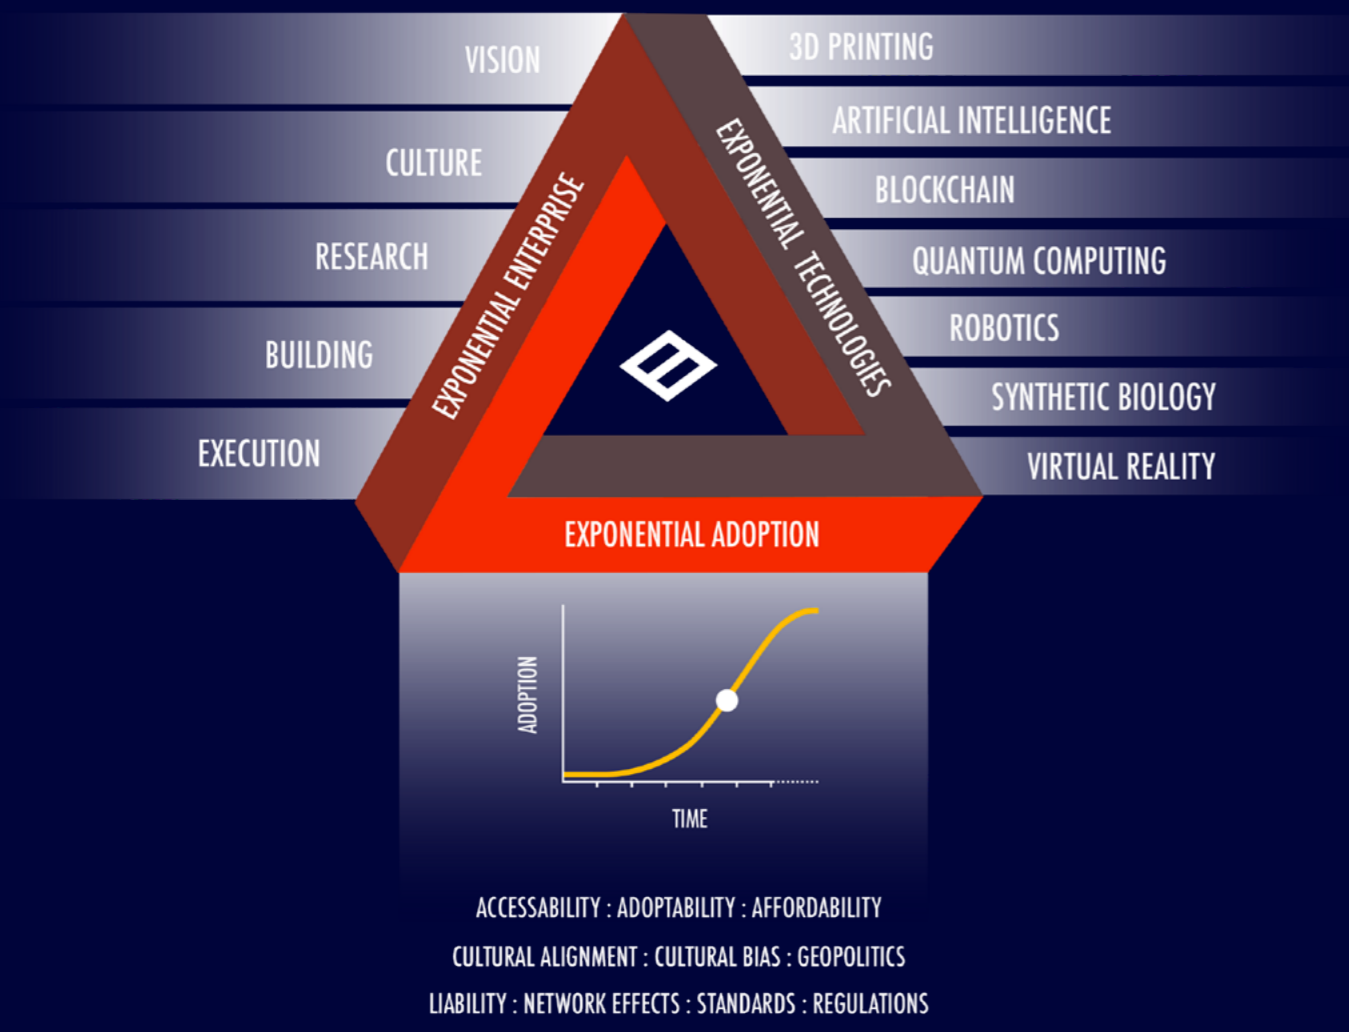 VISION
CULTURE
RESEARCH
BUILDING
EXECUTION
EXPONENTIAL ENTERPRISE
EXPONENTIAL TECHNOLOGIES
3D PRINTING
ARTIFICIAL INTELLIGENCE
BLOCKCHAIN
QUANTUM COMPUTING
ROBOTICS
SYNTHETIC BIOLOGY
VIRTUAL REALITY
EXPONENTIAL ADOPTION
ADOPTION
TIME
ACCESSABILITY : ADOPTABILITY : AFFORDABILITY
CULTURAL ALIGNMENT : CULTURAL BIAS : GEOPOLITICS
LIABILITY : NETWORK EFFECTS : STANDARDS : REGULATIONS